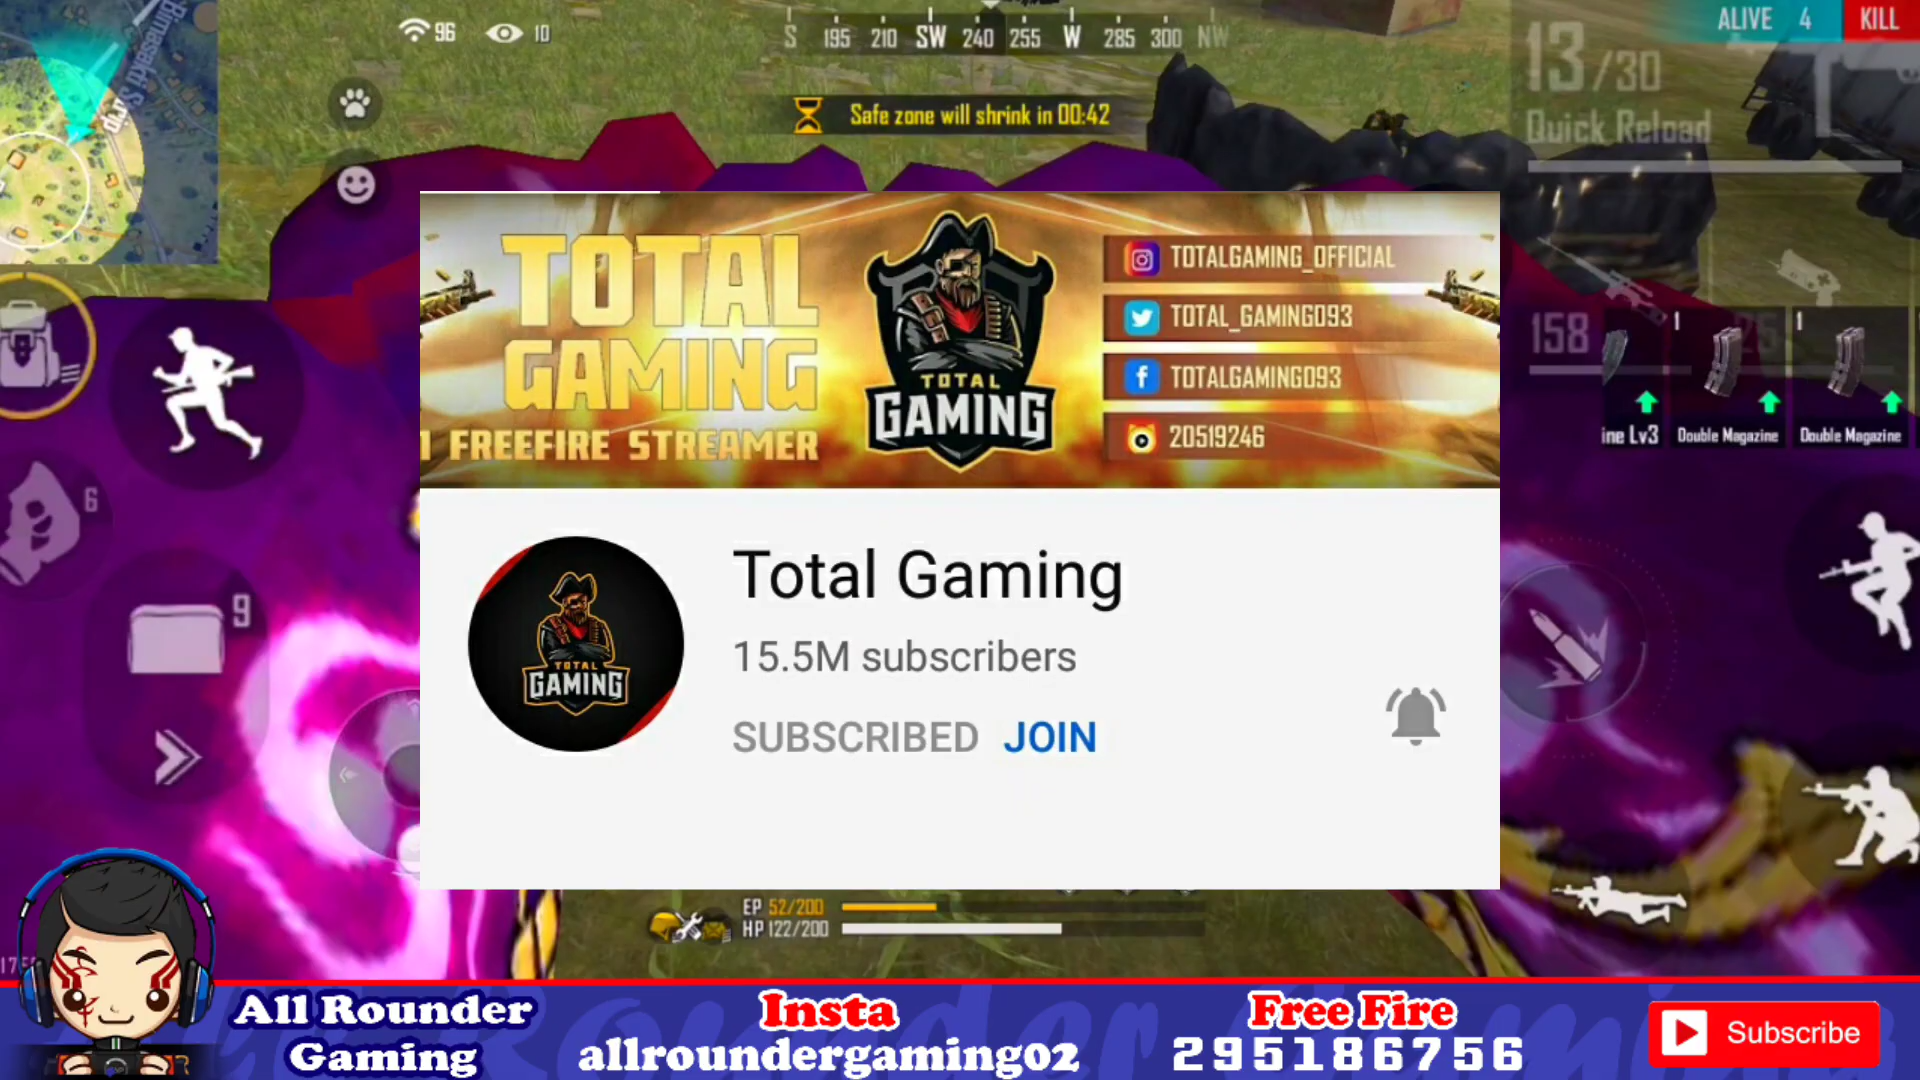 96
10
S 195 210 SW 240 255 W 285 300 NW
ALIVE 4 KILL
13/30
Quick Reload
Safe zone will shrink in 00:42
TOTAL
GAMING
1 FREEFIRE STREAMER
TOTAL
GAMING
TOTALGAMING_OFFICIAL
TOTAL_GAMING093
TOTALGAMING093
20519246
158
1
1
ine Lv3
Double Magazine
Double Magazine
6
9
Total Gaming
15.5M subscribers
SUBSCRIBED JOIN
TOTAL
GAMING
EP 52/200
HP 122/200
All Rounder
Gaming
Insta
allroundergaming02
Free Fire
295186756
Subscribe